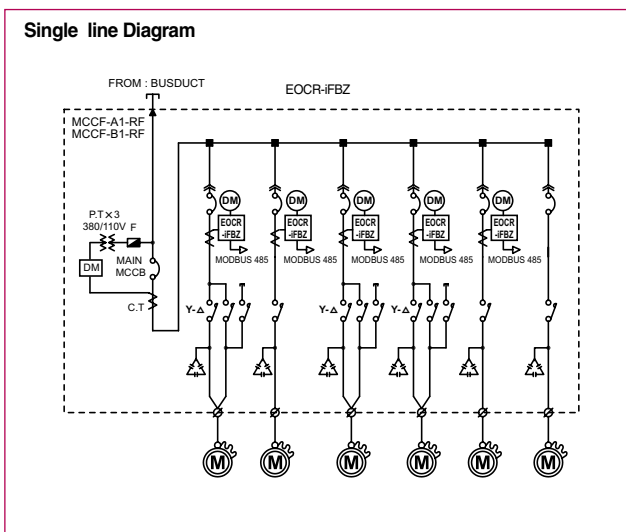 Single line Diagram
FROM : BUSDUCT
EOCR-iFBZ
MCCF-A1-RF
MCCF-B1-RF
P.T×3
380/110V F
DM
MAIN
MCCB
C.T
DM
EOCR
-iFBZ
MODBUS 485
DM
EOCR
-iFBZ
MODBUS 485
DM
EOCR
-iFBZ
MODBUS 485
DM
EOCR
-iFBZ
MODBUS 485
DM
EOCR
-iFBZ
MODBUS 485
Y-△
Y-△
Y-△
M
M
M
M
M
M